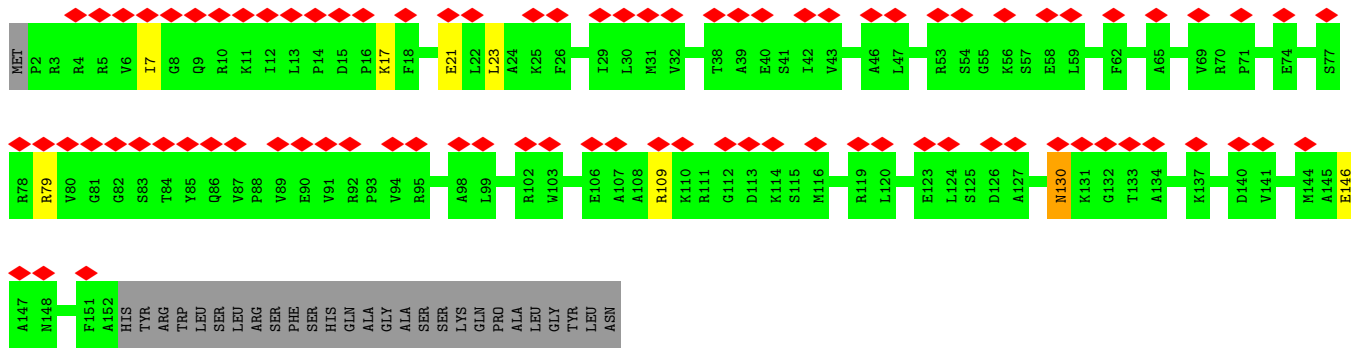 MET P2 R3 R4 R5 V6 I7 G8 Q9 R10 K11 I12 L13 P14 D15 P16 K17 F18 E21 L22 L23 A24 K25 F26 I29 L30 M31 V32 T38 A39 E40 S41 I42 V43 A46 L47 R53 S54 G55 K56 S57 E58 L59 F62 A65 V69 R70 P71 E74 S77
R78 R79 V80 G81 G82 S83 T84 Y85 Q86 V87 P88 V89 E90 V91 R92 P93 V94 R95 A98 L99 R102 W103 E106 A107 A108 R109 K110 R111 G112 D113 K114 S115 M116 R119 L120 E123 L124 S125 D126 A127 N130 K131 G132 T133 A134 K137 D140 V141 M144 A145 E146
A147 N148 F151 A152 HIS TYR ARG TRP LEU SER LEU ARG SER PHE SER HIS GLN ALA GLY ALA SER SER LYS GLN PRO ALA LEU GLY TYR LEU ASN